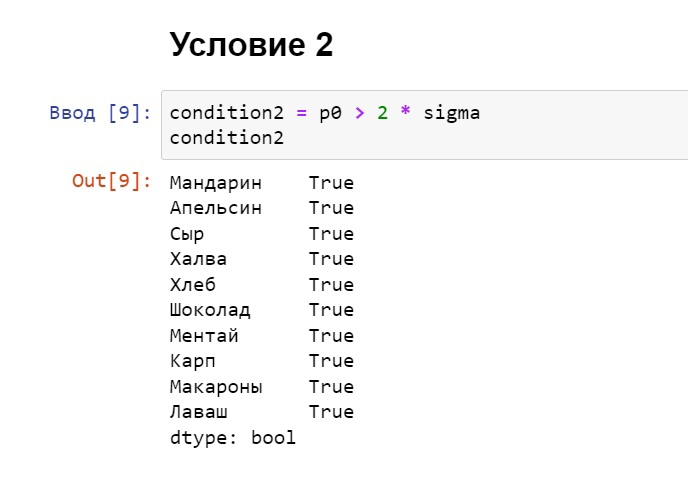 Условие 2
Ввод [9]: condition2 = p0 > 2 * sigma
condition2
Out[9]: Мандарин True
Апельсин True
Сыр True
Халва True
Хлеб True
Шоколад True
Ментай True
Карп True
Макароны True
Лаваш True
dtype: bool